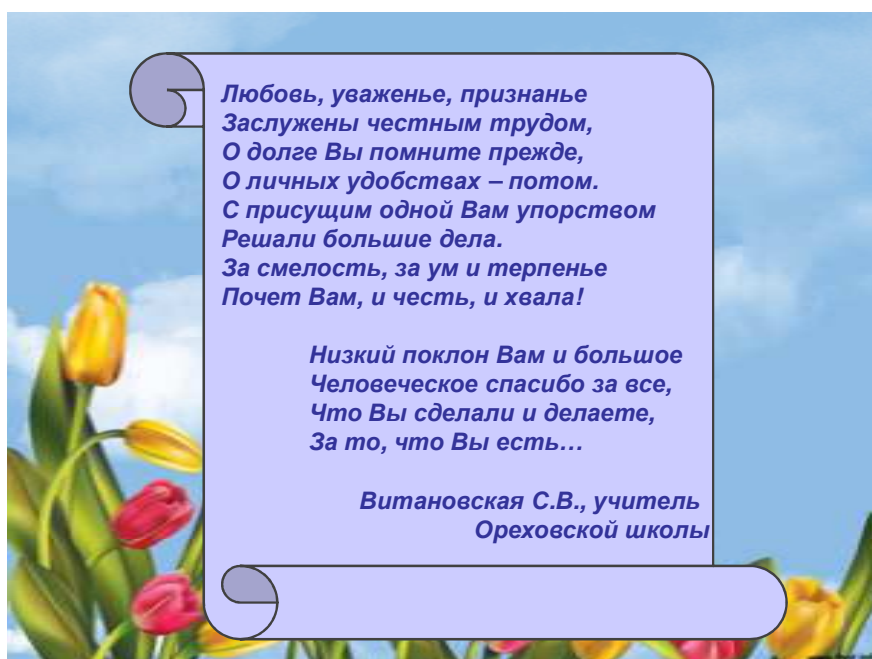 Любовь, уваженье, признанье
Заслужены честным трудом,
О долге Вы помните прежде,
О личных удобствах – потом.
С присущим одной Вам упорством
Решали большие дела.
За смелость, за ум и терпенье
Почет Вам, и честь, и хвала!
Низкий поклон Вам и большое
Человеческое спасибо за все,
Что Вы сделали и делаете,
За то, что Вы есть…
Витановская С.В., учитель
Ореховской школы